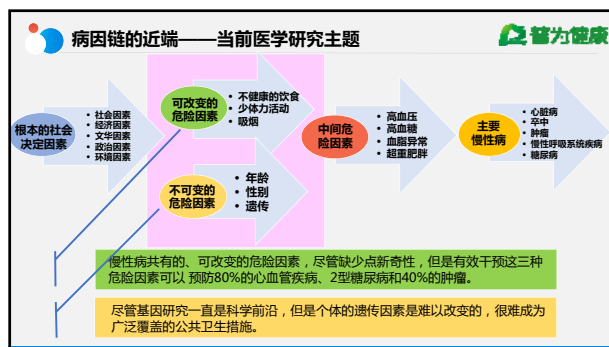 病因链的近端——当前医学研究主题
普为健康
根本的社会
决定因素
• 社会因素
• 经济因素
• 文华因素
• 政治因素
• 环境因素
可改变的
危险因素
• 不健康的饮食
• 少体力活动
• 吸烟
不可变的
危险因素
• 年龄
• 性别
• 遗传
中间危
险因素
• 高血压
• 高血糖
• 血脂异常
• 超重肥胖
主要
慢性病
• 心脏病
• 卒中
• 肿瘤
• 慢性呼吸系统疾病
• 糖尿病
慢性病共有的、可改变的危险因素，尽管缺少点新奇性，但是有效干预这三种
危险因素可以 预防80%的心血管疾病、2型糖尿病和40%的肿瘤。
尽管基因研究一直是科学前沿，但是个体的遗传因素是难以改变的，很难成为
广泛覆盖的公共卫生措施。